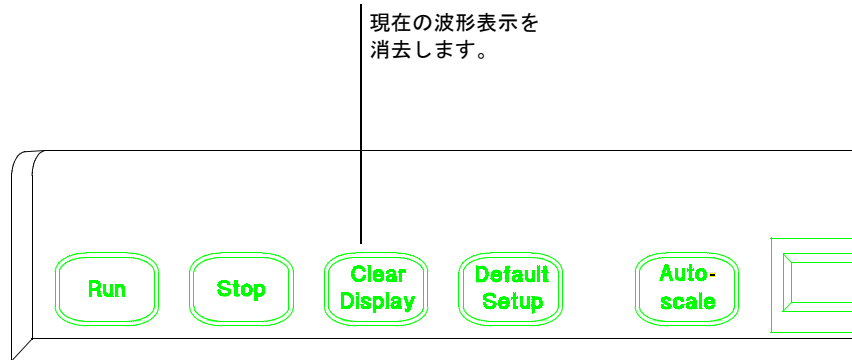 現在の波形表示を
消去します。
Run
Stop
Clear
Display
Default
Setup
Auto-
scale